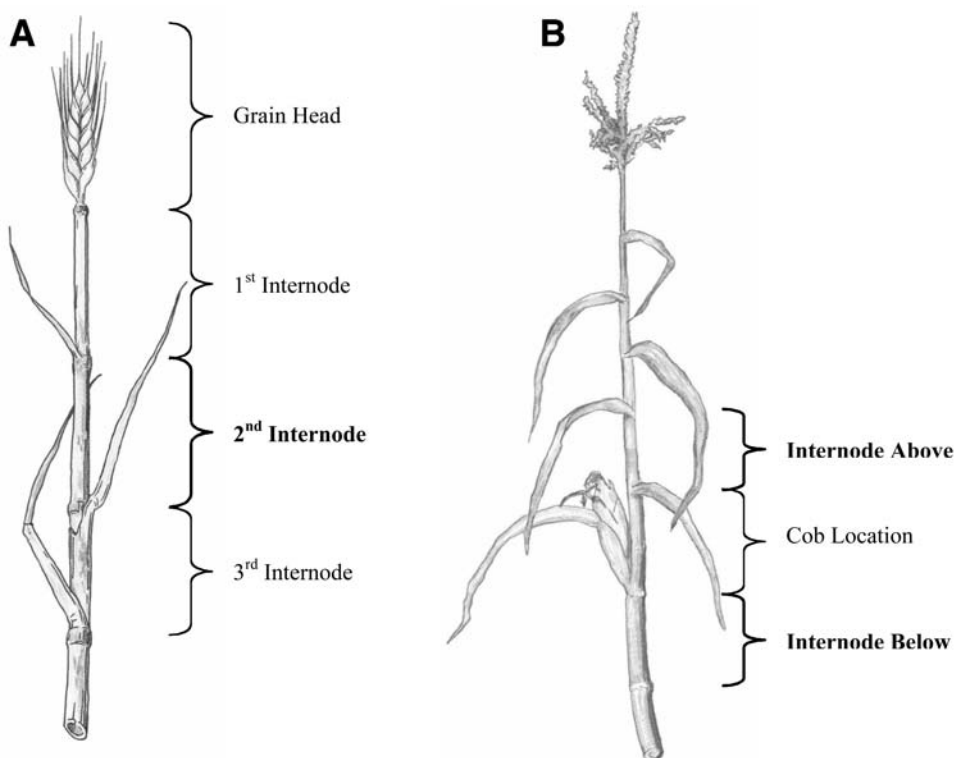 A
Grain Head
1st Internode
2nd Internode
3rd Internode
B
Internode Above
Cob Location
Internode Below